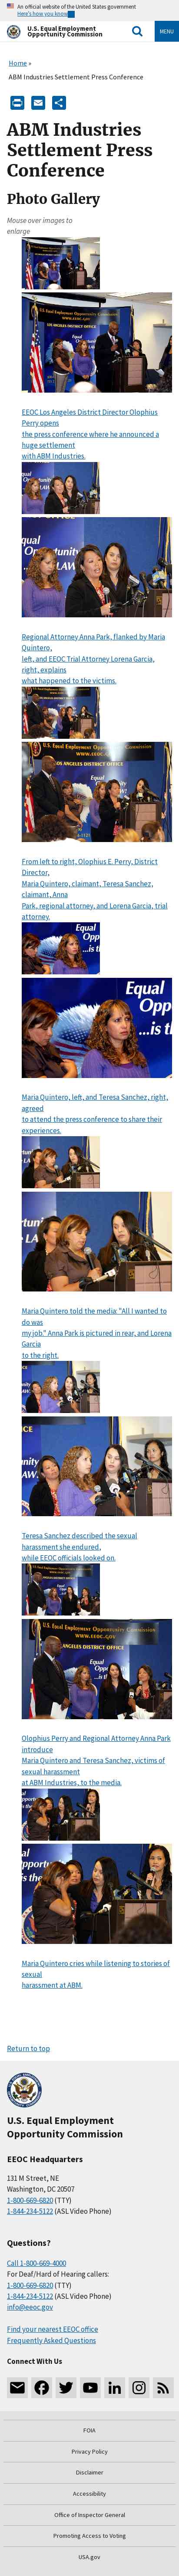 An official website of the United States government
Here's how you know
U.S. Equal Employment
Opportunity Commission
MENU
Home »
ABM Industries Settlement Press Conference
ABM Industries
Settlement Press
Conference
Photo Gallery
Mouse over images to
enlarge
EEOC Los Angeles District Director Olophius
Perry opens
the press conference where he announced a
huge settlement
with ABM Industries.
Regional Attorney Anna Park, flanked by Maria
Quintero,
left, and EEOC Trial Attorney Lorena Garcia,
right, explains
what happened to the victims.
From left to right, Olophius E. Perry, District
Director,
Maria Quintero, claimant, Teresa Sanchez,
claimant, Anna
Park, regional attorney, and Lorena Garcia, trial
attorney.
Maria Quintero, left, and Teresa Sanchez, right,
agreed
to attend the press conference to share their
experiences.
Maria Quintero told the media: "All I wanted to
do was
my job." Anna Park is pictured in rear, and Lorena
Garcia
to the right.
Teresa Sanchez described the sexual
harassment she endured,
while EEOC officials looked on.
Olophius Perry and Regional Attorney Anna Park
introduce
Maria Quintero and Teresa Sanchez, victims of
sexual harassment
at ABM Industries, to the media.
Maria Quintero cries while listening to stories of
sexual
harassment at ABM.
Return to top
U.S. Equal Employment
Opportunity Commission
EEOC Headquarters
131 M Street, NE
Washington, DC 20507
1-800-669-6820 (TTY)
1-844-234-5122 (ASL Video Phone)
Questions?
Call 1-800-669-4000
For Deaf/Hard of Hearing callers:
1-800-669-6820 (TTY)
1-844-234-5122 (ASL Video Phone)
info@eeoc.gov
Find your nearest EEOC office
Frequently Asked Questions
Connect With Us
FOIA
Privacy Policy
Disclaimer
Accessibility
Office of Inspector General
Promoting Access to Voting
USA.gov